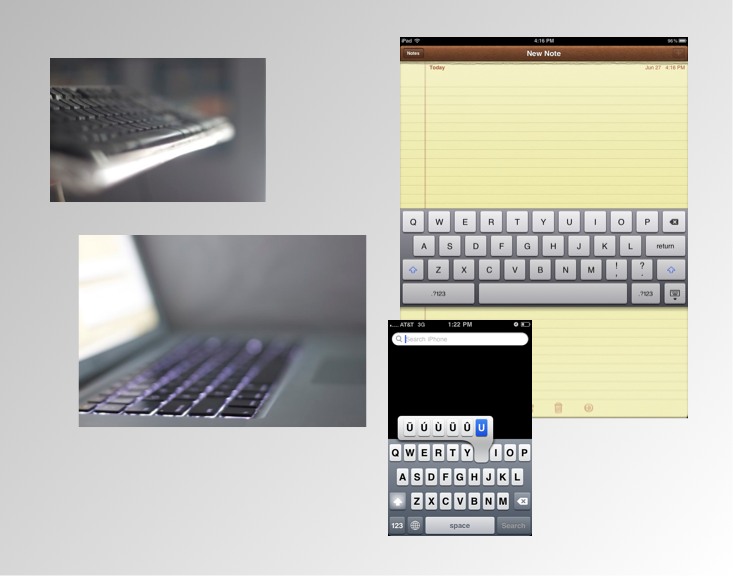 iPad 4:16 PM 96 %
Notes New Note
Today Jun 27 4:16 PM
Q W E R T Y U I O P
A S D F G H J K L return
Z X C V B N M ! , ? .
.?123 .?123
AT&T 3G 1:22 PM
Search iPhone
Ū Ú Ù Ü Û U
Q W E R T Y I O P
A S D F G H J K L
Z X C V B N M
123 space Search